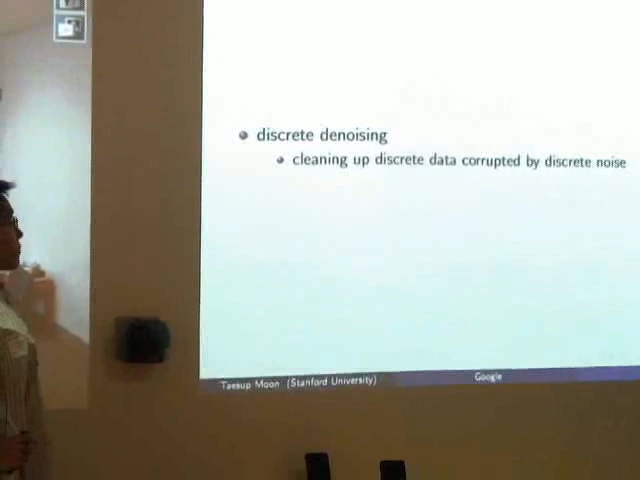 discrete denoising
cleaning up discrete data corrupted by discrete noise
Taesup Moon (Stanford University)
Google